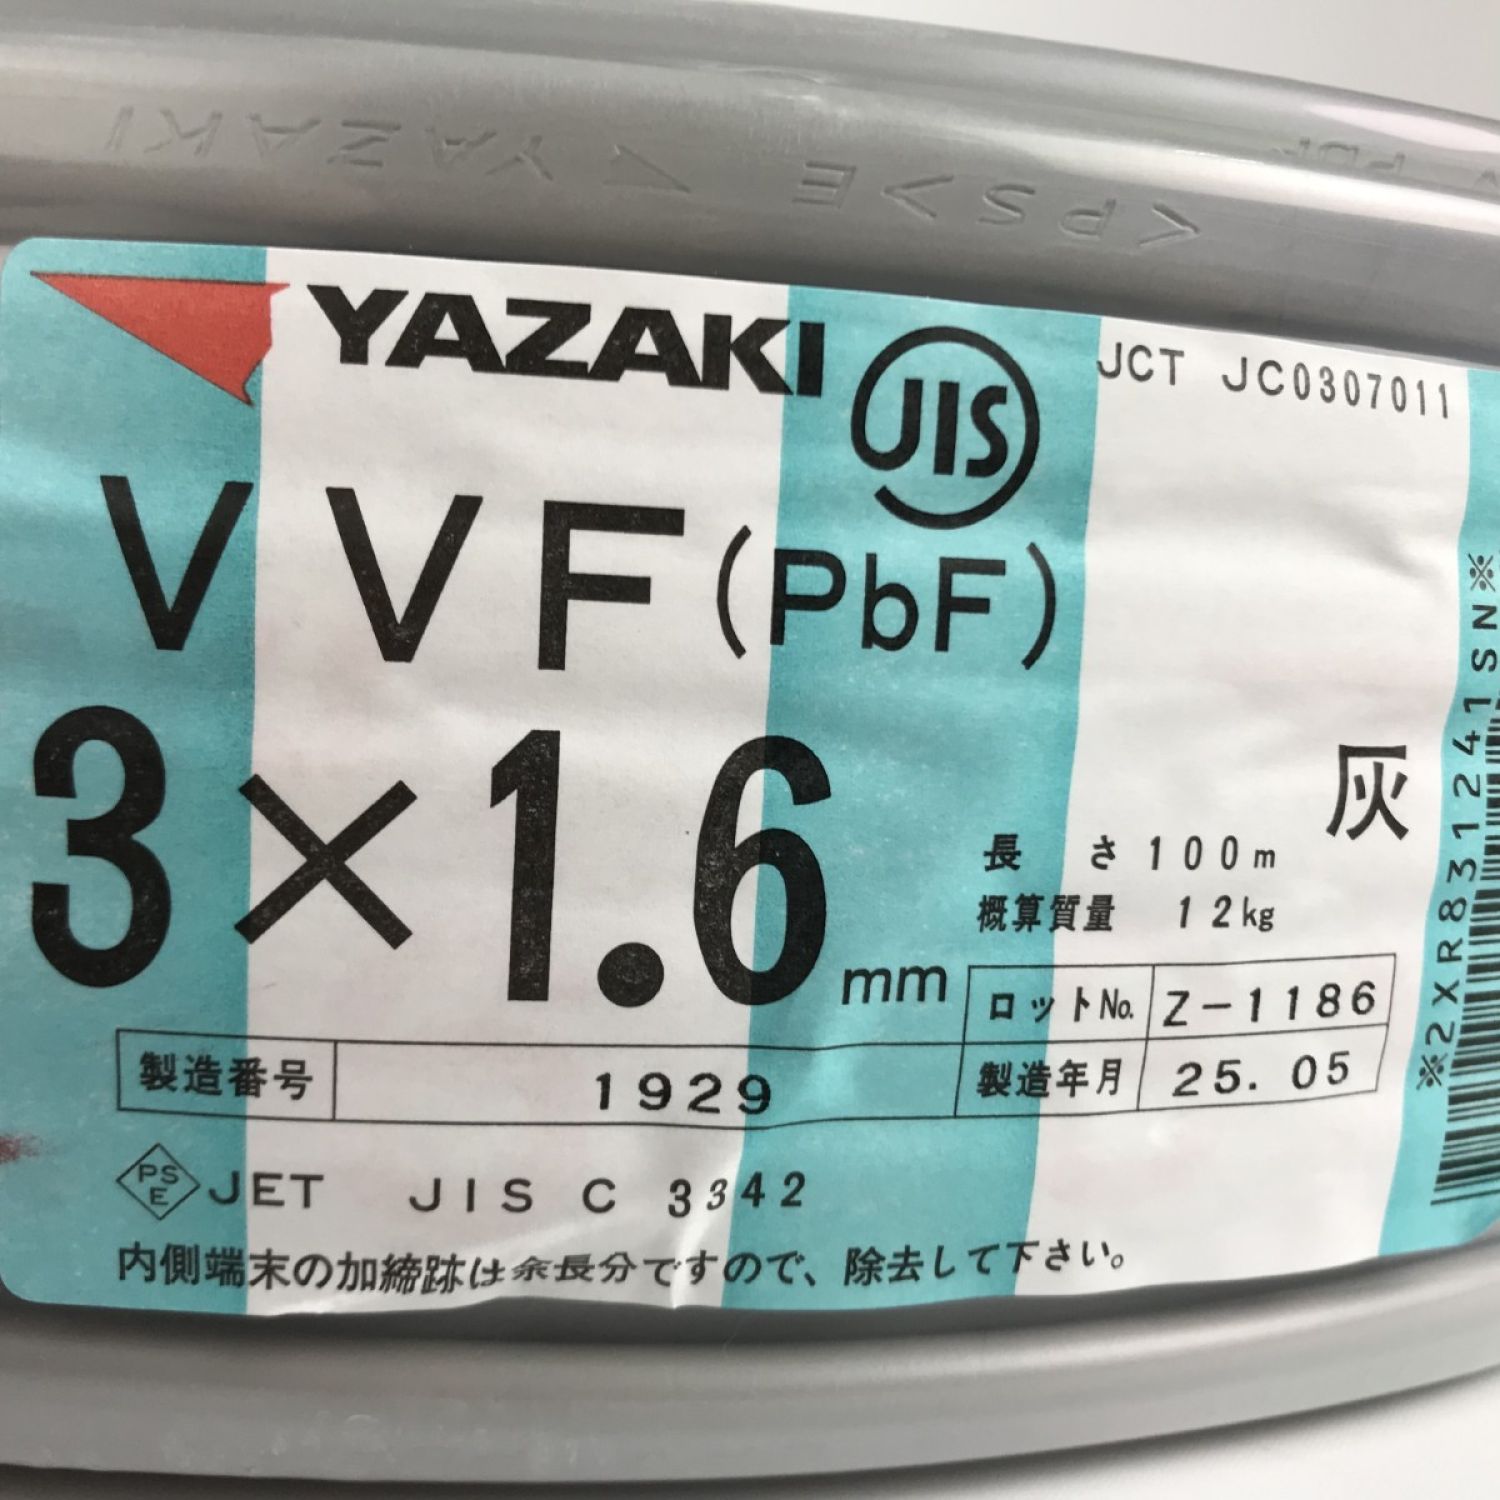 YAZAKI
<PS>E
< YAZAKI
YAZAKI
JIS
JCT JC0307011
VVF(PbF)
3×1.6mm
灰
長さ 100m
概算質量 12kg
ロットNo. Z-1186
製造番号 1929
製造年月 25.05
PSE JET JIS C 3342
内側端末の加締跡は余長分ですので、除去して下さい。
※2XR831241SN※